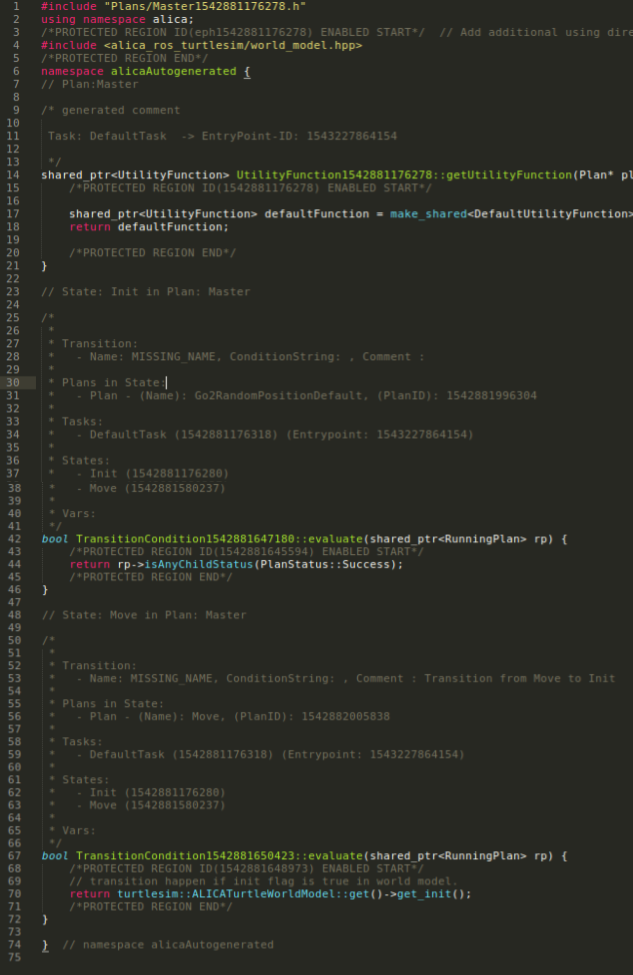 1 #include "Plans/Master1542881176278.h"
2 using namespace alica;
3 /*PROTECTED REGION ID(eph1542881176278) ENABLED START*/  // Add additional using dire
4 #include <alica_ros_turtlesim/world_model.hpp>
5 /*PROTECTED REGION END*/
6 namespace alicaAutogenerated {
7 // Plan:Master
8
9 /* generated comment
10
11  Task: DefaultTask  -> EntryPoint-ID: 1543227864154
12
13  */
14 shared_ptr<UtilityFunction> UtilityFunction1542881176278::getUtilityFunction(Plan* pl
15     /*PROTECTED REGION ID(1542881176278) ENABLED START*/
16
17     shared_ptr<UtilityFunction> defaultFunction = make_shared<DefaultUtilityFunction>
18     return defaultFunction;
19
20     /*PROTECTED REGION END*/
21 }
22
23 // State: Init in Plan: Master
24
25 /*
26  *
27  * Transition:
28  *   - Name: MISSING_NAME, ConditionString: , Comment :
29  *
30  * Plans in State:
31  *   - Plan - (Name): Go2RandomPositionDefault, (PlanID): 1542881996304
32  *
33  * Tasks:
34  *   - DefaultTask (1542881176318) (Entrypoint: 1543227864154)
35  *
36  * States:
37  *   - Init (1542881176280)
38  *   - Move (1542881580237)
39  *
40  * Vars:
41  */
42 bool TransitionCondition1542881647180::evaluate(shared_ptr<RunningPlan> rp) {
43     /*PROTECTED REGION ID(1542881645594) ENABLED START*/
44     return rp->isAnyChildStatus(PlanStatus::Success);
45     /*PROTECTED REGION END*/
46 }
47
48 // State: Move in Plan: Master
49
50 /*
51  *
52  * Transition:
53  *   - Name: MISSING_NAME, ConditionString: , Comment : Transition from Move to Init
54  *
55  * Plans in State:
56  *   - Plan - (Name): Move, (PlanID): 1542882005838
57  *
58  * Tasks:
59  *   - DefaultTask (1542881176318) (Entrypoint: 1543227864154)
60  *
61  * States:
62  *   - Init (1542881176280)
63  *   - Move (1542881580237)
64  *
65  * Vars:
66  */
67 bool TransitionCondition1542881650423::evaluate(shared_ptr<RunningPlan> rp) {
68     /*PROTECTED REGION ID(1542881648973) ENABLED START*/
69     // transition happen if init flag is true in world model.
70     return turtlesim::ALICATurtleWorldModel::get()->get_init();
71     /*PROTECTED REGION END*/
72 }
73
74 }  // namespace alicaAutogenerated
75